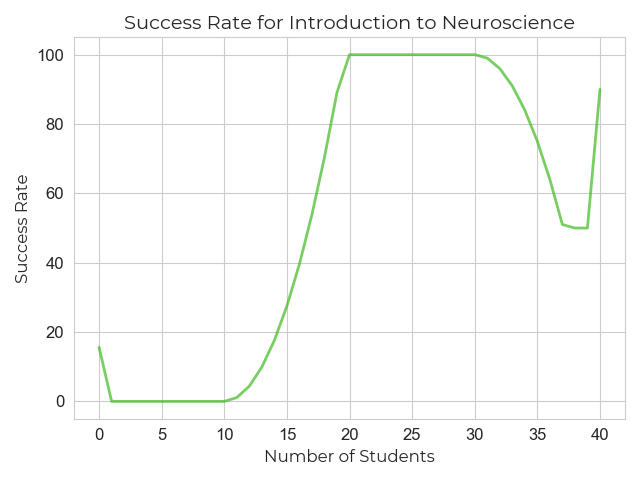 Success Rate for Introduction to Neuroscience
100
80
60
40
20
0
Success Rate
0 5 10 15 20 25 30 35 40
Number of Students